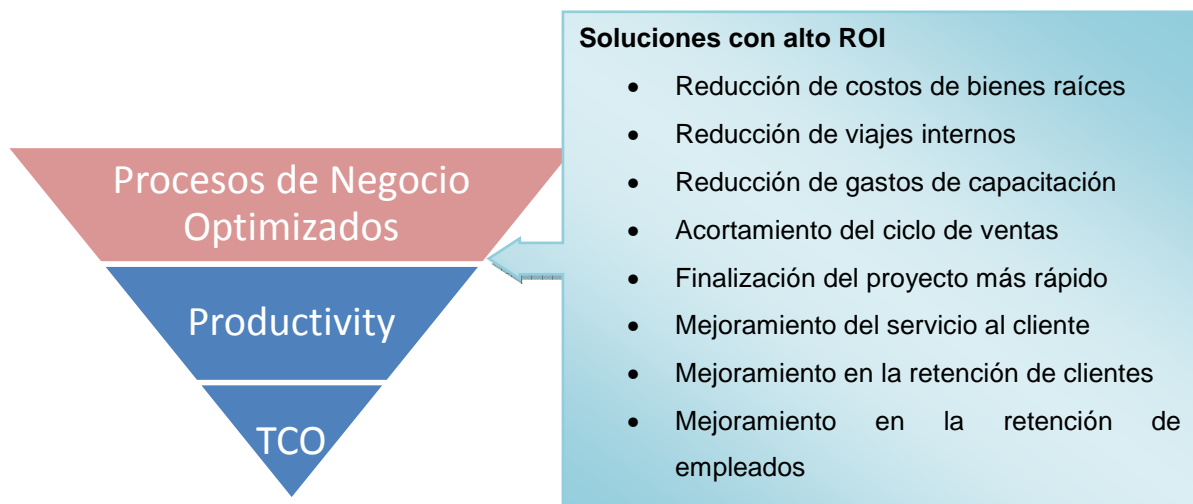 Procesos de Negocio
Optimizados
Productivity
TCO
Soluciones con alto ROI
• Reducción de costos de bienes raíces
• Reducción de viajes internos
• Reducción de gastos de capacitación
• Acortamiento del ciclo de ventas
• Finalización del proyecto más rápido
• Mejoramiento del servicio al cliente
• Mejoramiento en la retención de clientes
• Mejoramiento en la retención de
empleados